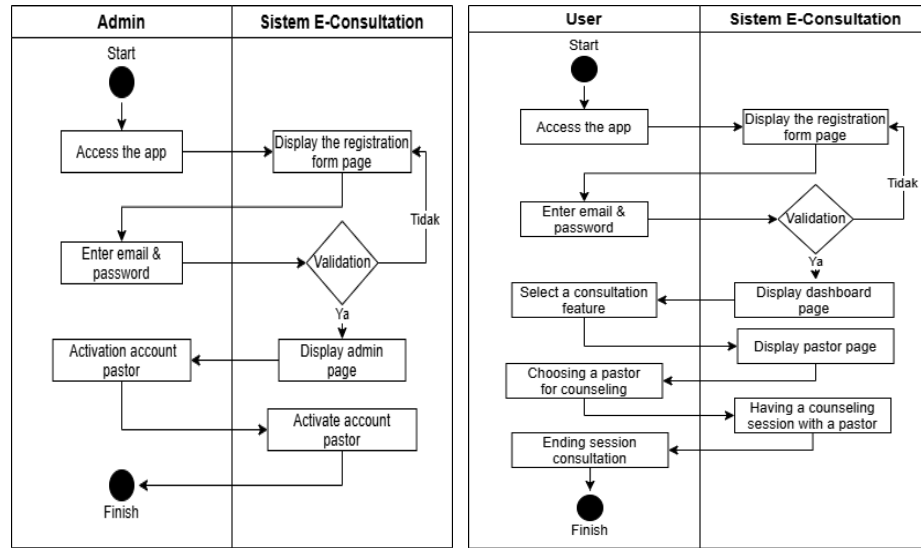 Admin
Sistem E-Consultation
Start
Access the app
Display the registration
form page
Tidak
Enter email &
password
Validation
Ya
Activation account
pastor
Display admin
page
Activate account
pastor
Finish
User
Sistem E-Consultation
Start
Access the app
Display the registration
form page
Tidak
Enter email &
password
Validation
Ya
Select a consultation
feature
Display dashboard
page
Display pastor page
Choosing a pastor
for counseling
Having a counseling
session with a pastor
Ending session
consultation
Finish